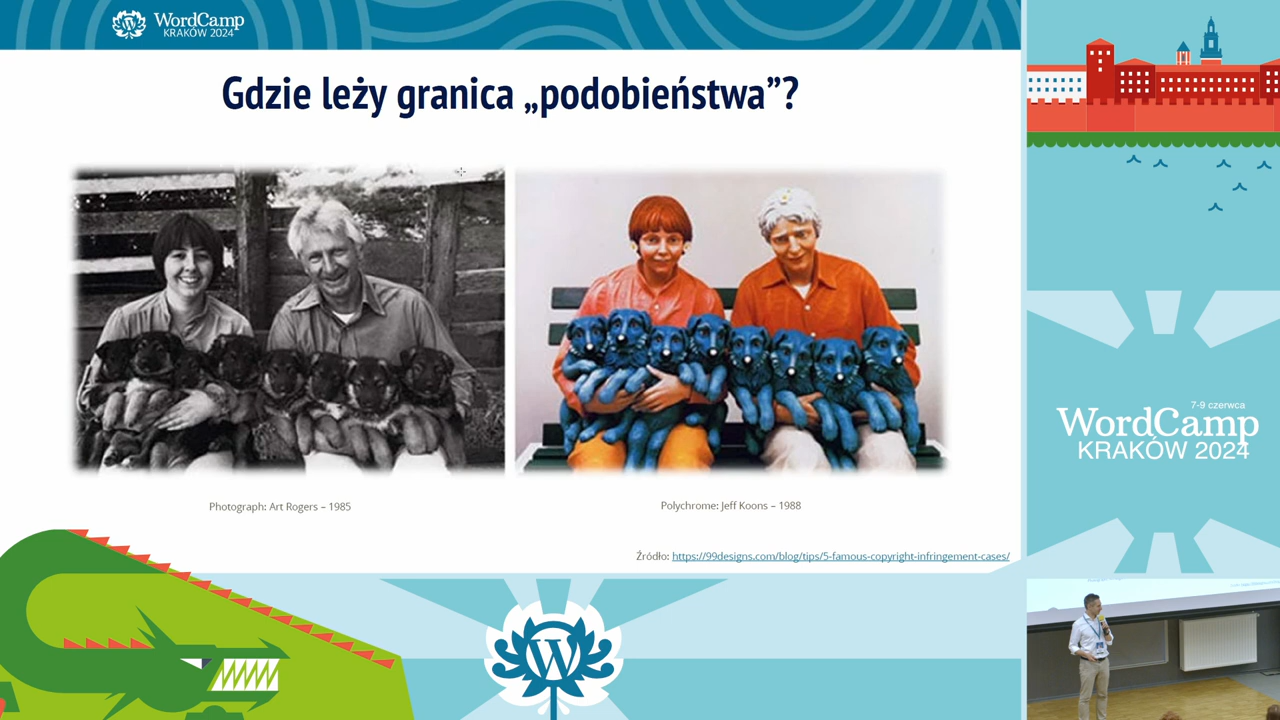 WordCamp
KRAKÓW 2024
Gdzie leży granica „podobieństwa”?
Photograph: Art Rogers – 1985
Polychrome: Jeff Koons – 1988
Źródło: https://99designs.com/blog/tips/5-famous-copyright-infringement-cases/
7-9 czerwca
WordCamp
KRAKÓW 2024
W